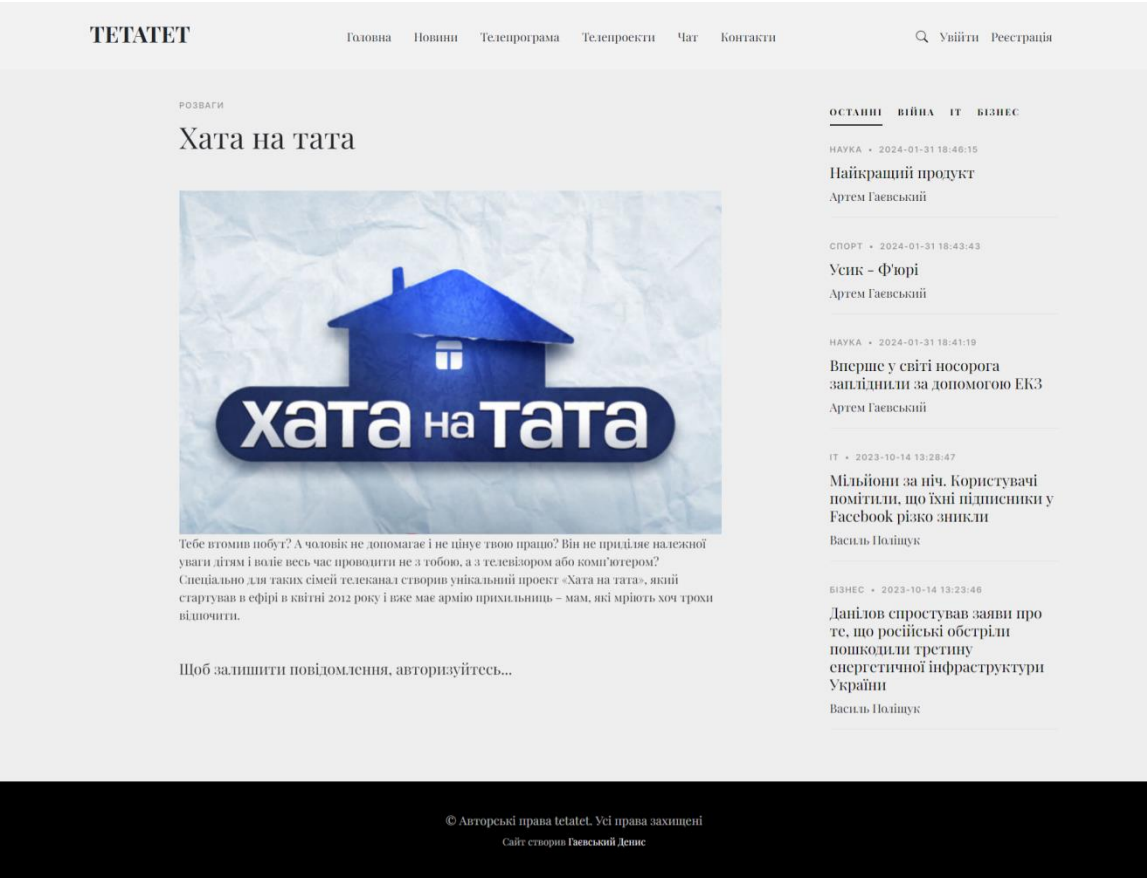 TETATET
Головна Новини Телепрограма Телепроекти Чат Контакти
Увійти Реєстрація
РОЗВАГИ
Хата на тата
хата на тата
Тебе втомив побут? А чоловік не допомагає і не цінує твою працю? Він не приділяє належної
уваги дітям і воліє весь час проводити не з тобою, а з телевізором або комп'ютером?
Спеціально для таких сімей телеканал створив унікальний проект «Хата на тата», який
стартував в ефірі в квітні 2012 року і вже має армію прихильниць – мам, які мріють хоч трохи
відпочити.
Щоб залишити повідомлення, авторизуйтесь...
ОСТАННІ ВІЙНА ІТ БІЗНЕС
НАУКА • 2024-01-31 18:46:15
Найкращий продукт
Артем Гаєвський
СПОРТ • 2024-01-31 18:43:43
Усик - Ф'юрі
Артем Гаєвський
НАУКА • 2024-01-31 18:41:19
Вперше у світі носорога
запліднили за допомогою ЕКЗ
Артем Гаєвський
ІТ • 2023-10-14 13:28:47
Мільйони за ніч. Користувачі
помітили, що їхні підписники у
Facebook різко зникли
Василь Поліщук
БІЗНЕС • 2023-10-14 13:23:46
Данілов спростував заяви про
те, що російські обстріли
пошкодили третину
енергетичної інфраструктури
України
Василь Поліщук
© Авторські права tetatet. Усі права захищені
Сайт створив Гаєвський Денис